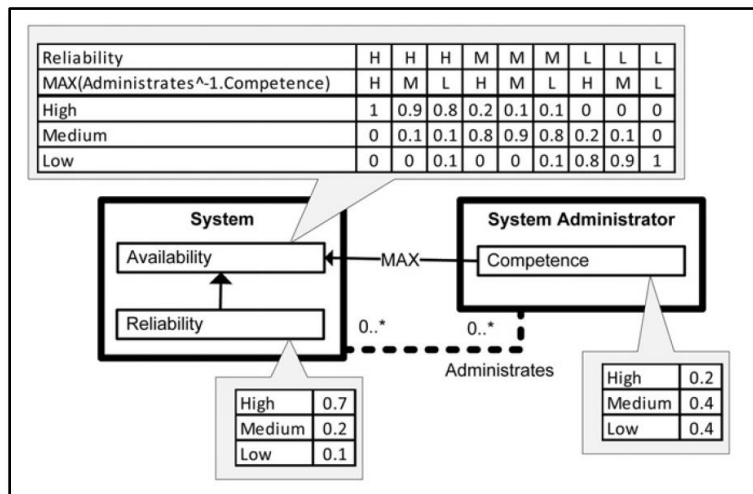 Reliability H H H M M M L L L
MAX(Administrates^-1.Competence) H M L H M L H M L
High 1 0.9 0.8 0.2 0.1 0.1 0 0 0
Medium 0 0.1 0.1 0.8 0.9 0.8 0.2 0.1 0
Low 0 0 0.1 0 0 0.1 0.8 0.9 1
System
System Administrator
Availability
MAX
Competence
Reliability
0..*
0..*
Administrates
High 0.7
Medium 0.2
Low 0.1
High 0.2
Medium 0.4
Low 0.4